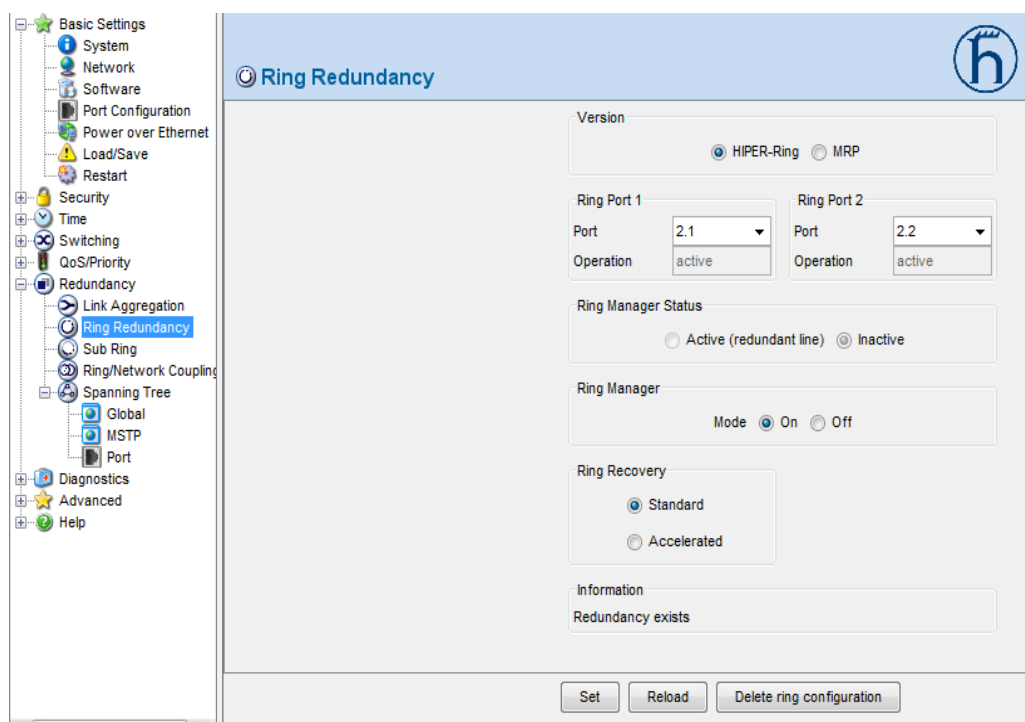 Basic Settings
System
Network
Software
Port Configuration
Power over Ethernet
Load/Save
Restart
Security
Time
Switching
QoS/Priority
Redundancy
Link Aggregation
Ring Redundancy
Sub Ring
Ring/Network Coupling
Spanning Tree
Global
MSTP
Port
Diagnostics
Advanced
Help
Ring Redundancy
Version
HIPER-Ring MRP
Ring Port 1
Port 2.1
Operation active
Ring Port 2
Port 2.2
Operation active
Ring Manager Status
Active (redundant line) Inactive
Ring Manager
Mode On Off
Ring Recovery
Standard
Accelerated
Information
Redundancy exists
Set Reload Delete ring configuration